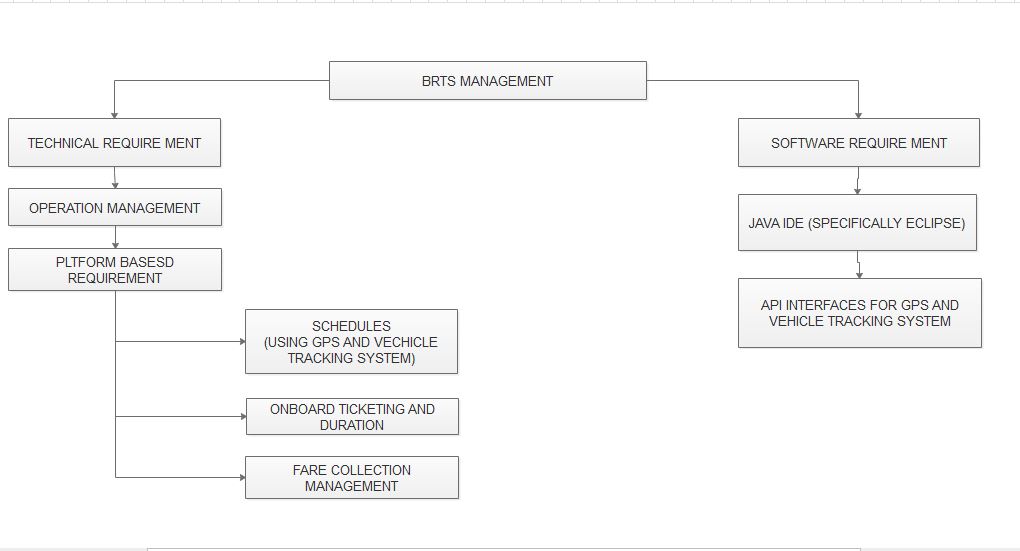 BRTS MANAGEMENT
TECHNICAL REQUIRE MENT
SOFTWARE REQUIRE MENT
OPERATION MANAGEMENT
JAVA IDE (SPECIFICALLY ECLIPSE)
PLTFORM BASESD
REQUIREMENT
API INTERFACES FOR GPS AND
VEHICLE TRACKING SYSTEM
SCHEDULES
(USING GPS AND VECHICLE
TRACKING SYSTEM)
ONBOARD TICKETING AND
DURATION
FARE COLLECTION
MANAGEMENT